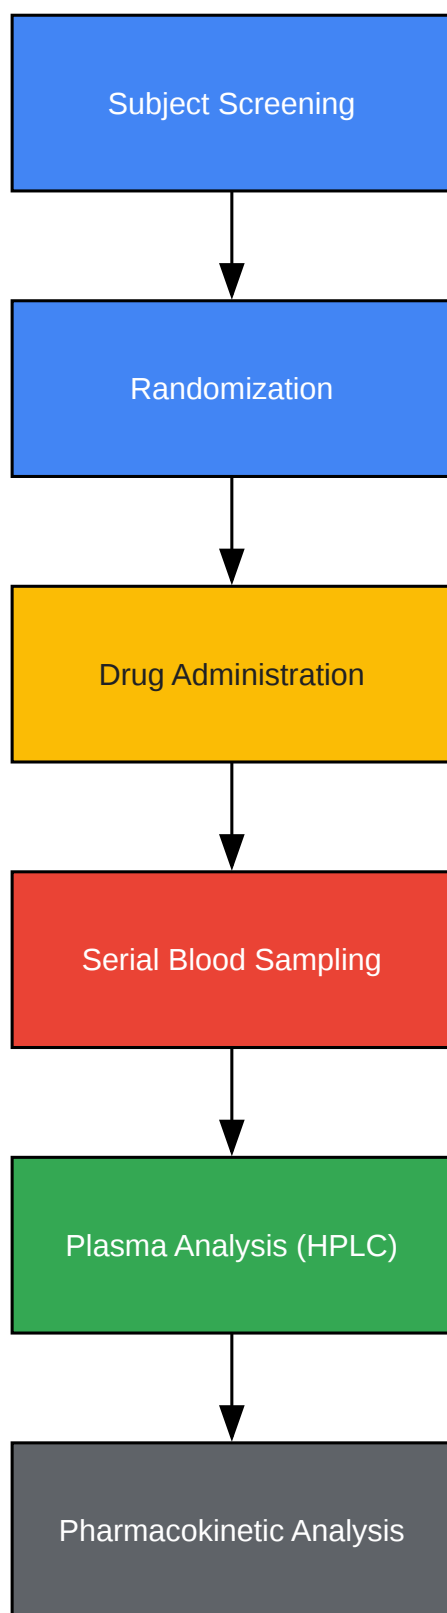 Subject Screening
Randomization
Drug Administration
Serial Blood Sampling
Plasma Analysis (HPLC)
Pharmacokinetic Analysis